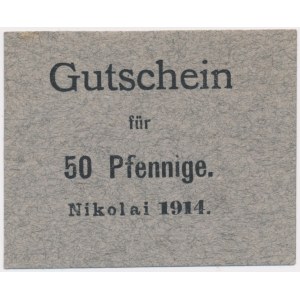 Gutschein
für
50 Pfennige.
Nikolai 1914.